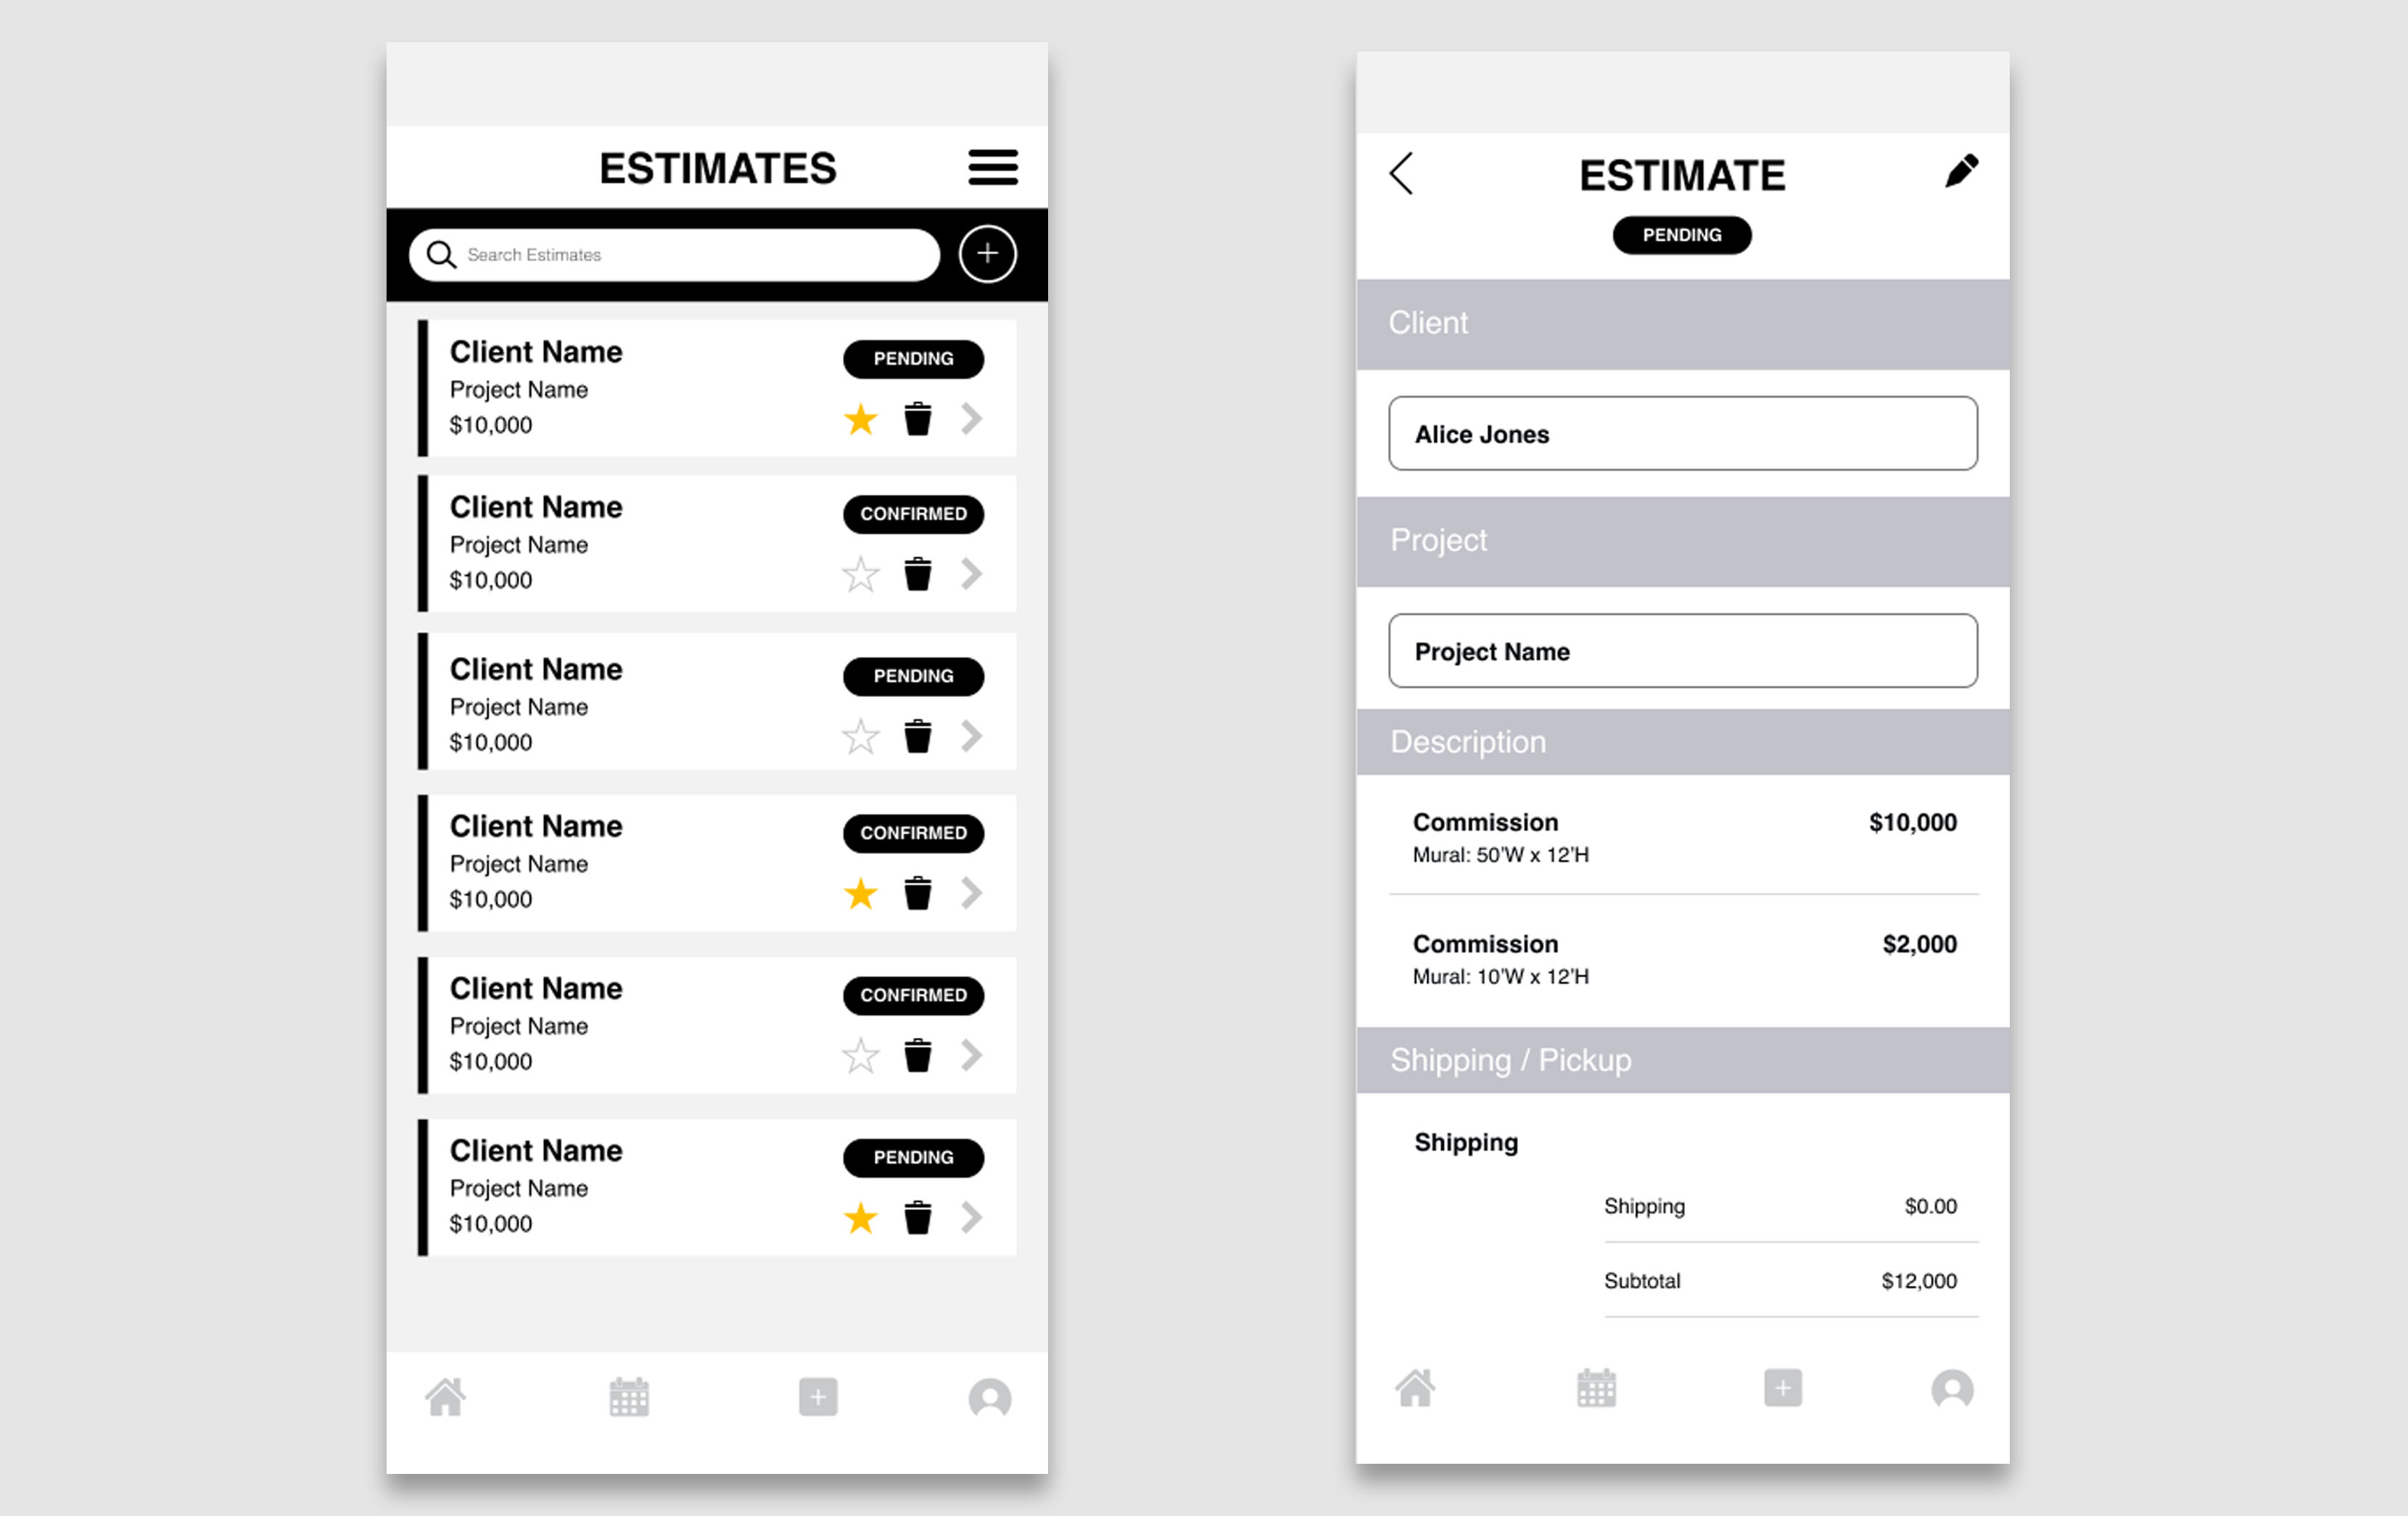 ESTIMATES
Search Estimates
Client Name
PENDING
Project Name
$10,000
Client Name
CONFIRMED
Project Name
$10,000
Client Name
PENDING
Project Name
$10,000
Client Name
CONFIRMED
Project Name
$10,000
Client Name
CONFIRMED
Project Name
$10,000
Client Name
PENDING
Project Name
$10,000
ESTIMATE
PENDING
Client
Alice Jones
Project
Project Name
Description
Commission $10,000
Mural: 50'W x 12'H
Commission $2,000
Mural: 10'W x 12'H
Shipping / Pickup
Shipping
Shipping $0.00
Subtotal $12,000